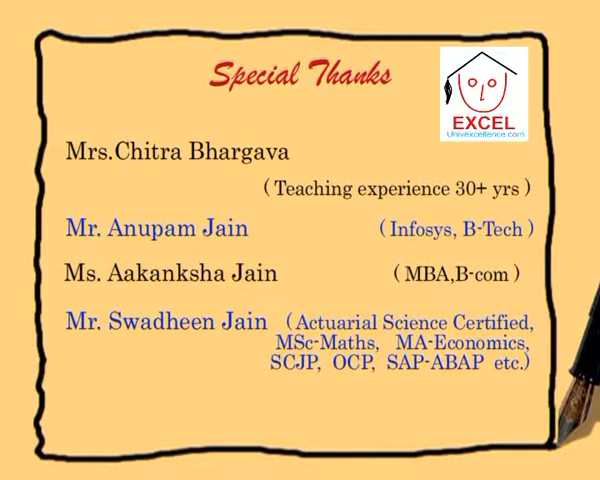 Special Thanks
EXCEL
Univexcellence.com
Mrs.Chitra Bhargava
( Teaching experience 30+ yrs )
Mr. Anupam Jain ( Infosys, B-Tech )
Ms. Aakanksha Jain ( MBA,B-com )
Mr. Swadheen Jain ( Actuarial Science Certified,
MSc-Maths, MA-Economics,
SCJP, OCP, SAP-ABAP etc.)